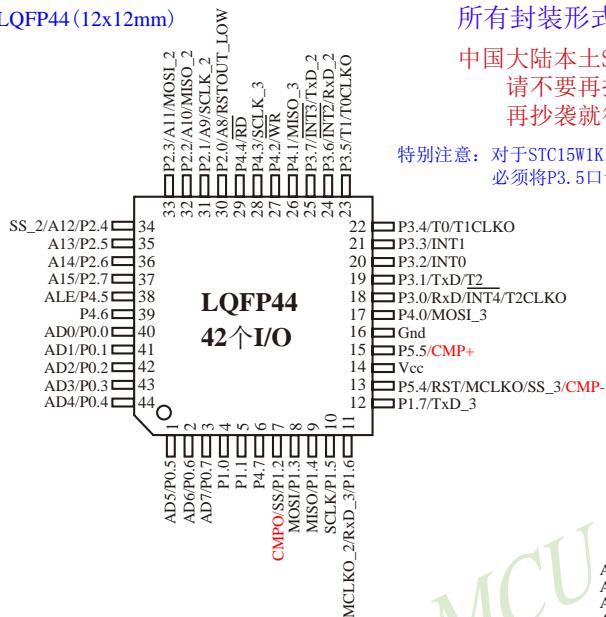 LQFP44(12x12mm)
所有封装形式
中国大陆本土S
请不要再
再抄袭就
特别注意: 对于STC15W1K
必须将P3.5口
P2.3/A11/MOSI_2
P2.2/A10/MISO_2
P2.1/A9/SCLK_2
P2.0/A8/RSTOUT_LOW
P4.4/RD
P4.3/SCLK_3
P4.2/WR
P4.1/MISO_3
P3.7/INT3/TxD_2
P3.6/INT2/RxD_2
P3.5/T1/T0CLKO
33 32 31 30 29 28 27 26 25 24 23
SS_2/A12/P2.4 34
A13/P2.5 35
A14/P2.6 36
A15/P2.7 37
ALE/P4.5 38
P4.6 39
AD0/P0.0 40
AD1/P0.1 41
AD2/P0.2 42
AD3/P0.3 43
AD4/P0.4 44
LQFP44
42个I/O
22 P3.4/T0/T1CLKO
21 P3.3/INT1
20 P3.2/INT0
19 P3.1/TxD/T2
18 P3.0/RxD/INT4/T2CLKO
17 P4.0/MOSI_3
16 Gnd
15 P5.5/CMP+
14 Vcc
13 P5.4/RST/MCLKO/SS_3/CMP-
12 P1.7/TxD_3
1 2 3 4 5 6 7 8 9 10 11
AD5/P0.5
AD6/P0.6
AD7/P0.7
P1.0
P1.1
P4.7
CMPO/SS/P1.2
MOSI/P1.3
MISO/P1.4
SCLK/P1.5
MCLKO_2/RxD_3/P1.6
MCU
A
A
A